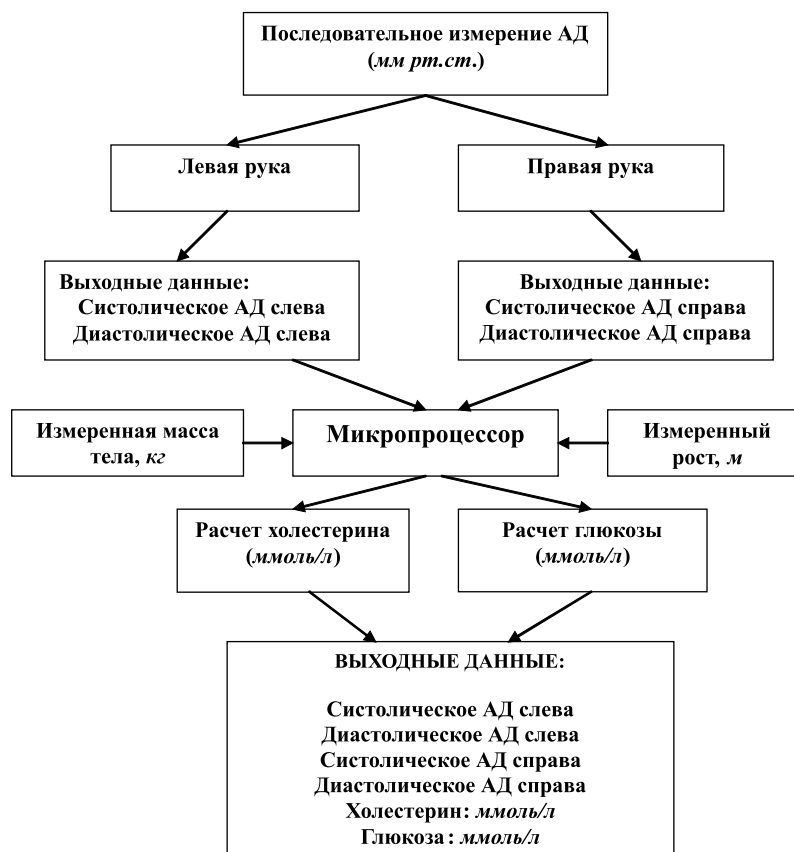 Последовательное измерение АД
(мм рт.ст.)
Левая рука
Правая рука
Выходные данные:
Систолическое АД слева
Диастолическое АД слева
Выходные данные:
Систолическое АД справа
Диастолическое АД справа
Измеренная масса
тела, кг
Микропроцессор
Измеренный
рост, м
Расчет холестерина
(ммоль/л)
Расчет глюкозы
(ммоль/л)
ВЫХОДНЫЕ ДАННЫЕ:
Систолическое АД слева
Диастолическое АД слева
Систолическое АД справа
Диастолическое АД справа
Холестерин: ммоль/л
Глюкоза: ммоль/л